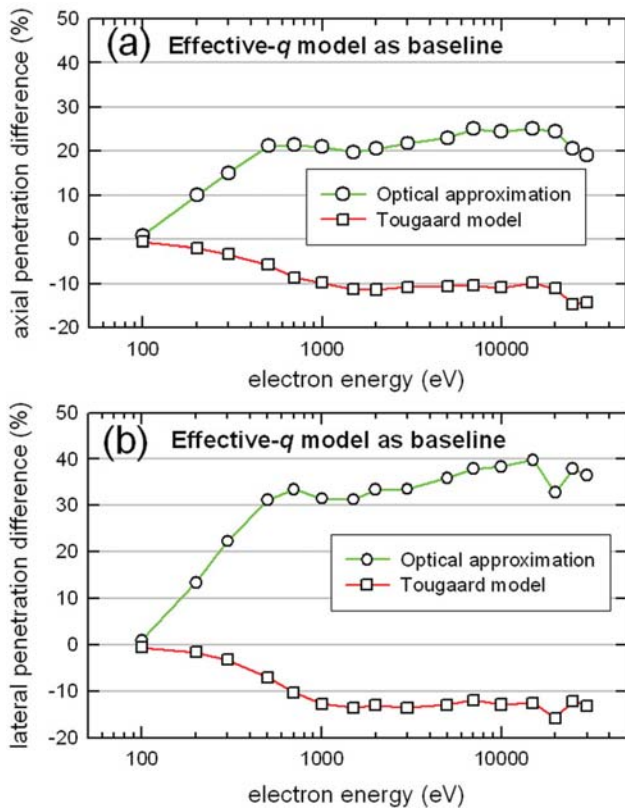 (a) Effective-q model as baseline
axial penetration difference (%)
50
40
30
20
10
0
-10
-20
Optical approximation
Tougaard model
100 1000 10000
electron energy (eV)
(b) Effective-q model as baseline
lateral penetration difference (%)
50
40
30
20
10
0
-10
-20
Optical approximation
Tougaard model
100 1000 10000
electron energy (eV)